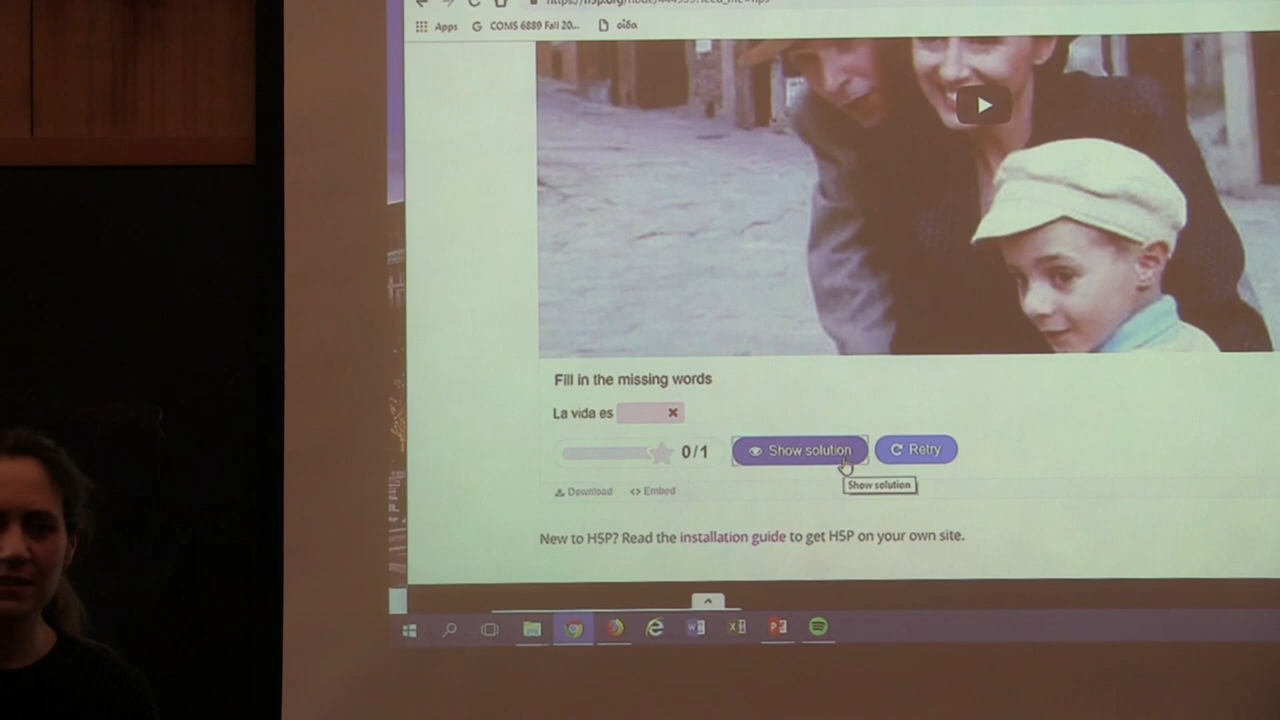 Apps COMS 6889 Fall 20... oîδα
Fill in the missing words
La vida es
0/1 Show solution Retry
Show solution
Download <> Embed
New to H5P? Read the installation guide to get H5P on your own site.